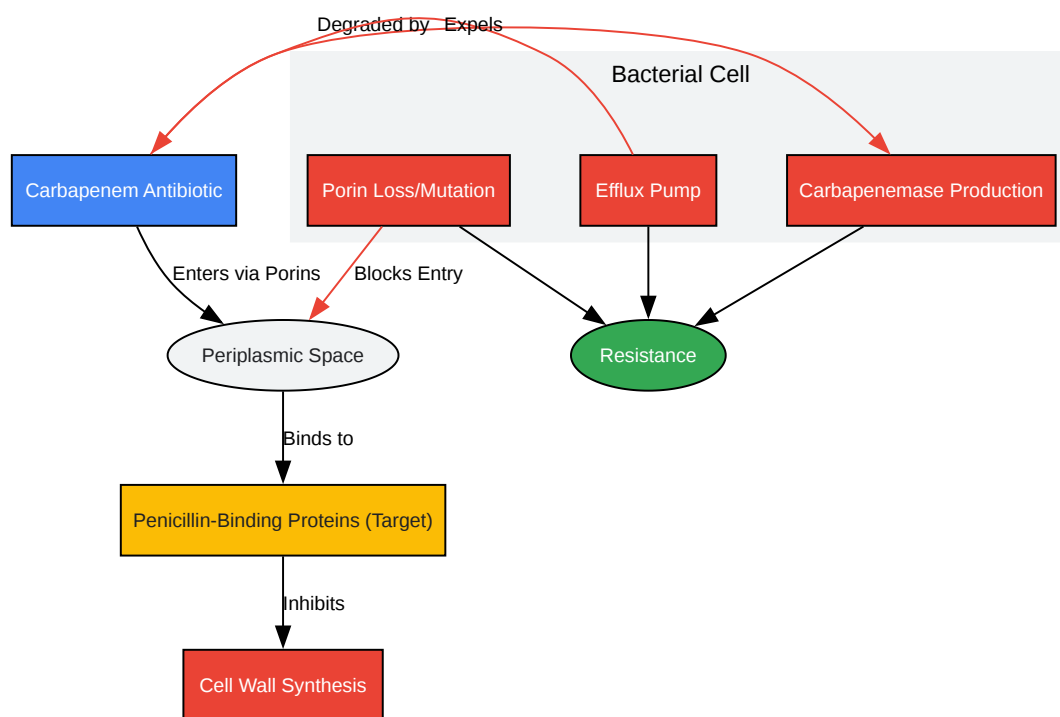 Degraded by
Expels
Bacterial Cell
Carbapenem Antibiotic
Porin Loss/Mutation
Efflux Pump
Carbapenemase Production
Enters via Porins
Blocks Entry
Periplasmic Space
Resistance
Binds to
Penicillin-Binding Proteins (Target)
Inhibits
Cell Wall Synthesis